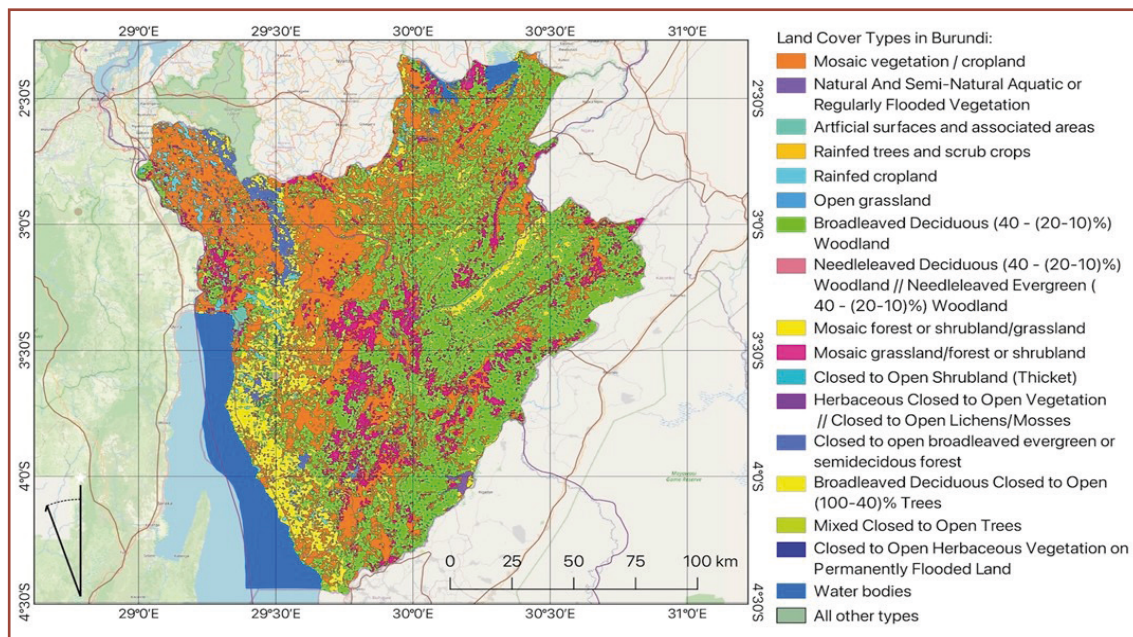 29°0'E 29°30'E 30°0'E 30°30'E 31°0'E
2°30'S 2°30'S
3°0'S 3°0'S
3°30'S 3°30'S
4°0'S 4°0'S
4°30'S 4°30'S
0 25 50 75 100 km
29°0'E 29°30'E 30°0'E 30°30'E 31°0'E
Land Cover Types in Burundi:
Mosaic vegetation / cropland
Natural And Semi-Natural Aquatic or
Regularly Flooded Vegetation
Artficial surfaces and associated areas
Rainfed trees and scrub crops
Rainfed cropland
Open grassland
Broadleaved Deciduous (40 - (20-10)%)
Woodland
Needleleaved Deciduous (40 - (20-10)%)
Woodland // Needleleaved Evergreen (
40 - (20-10)%) Woodland
Mosaic forest or shrubland/grassland
Mosaic grassland/forest or shrubland
Closed to Open Shrubland (Thicket)
Herbaceous Closed to Open Vegetation
// Closed to Open Lichens/Mosses
Closed to open broadleaved evergreen or
semidecidous forest
Broadleaved Deciduous Closed to Open
(100-40)% Trees
Mixed Closed to Open Trees
Closed to Open Herbaceous Vegetation on
Permanently Flooded Land
Water bodies
All other types